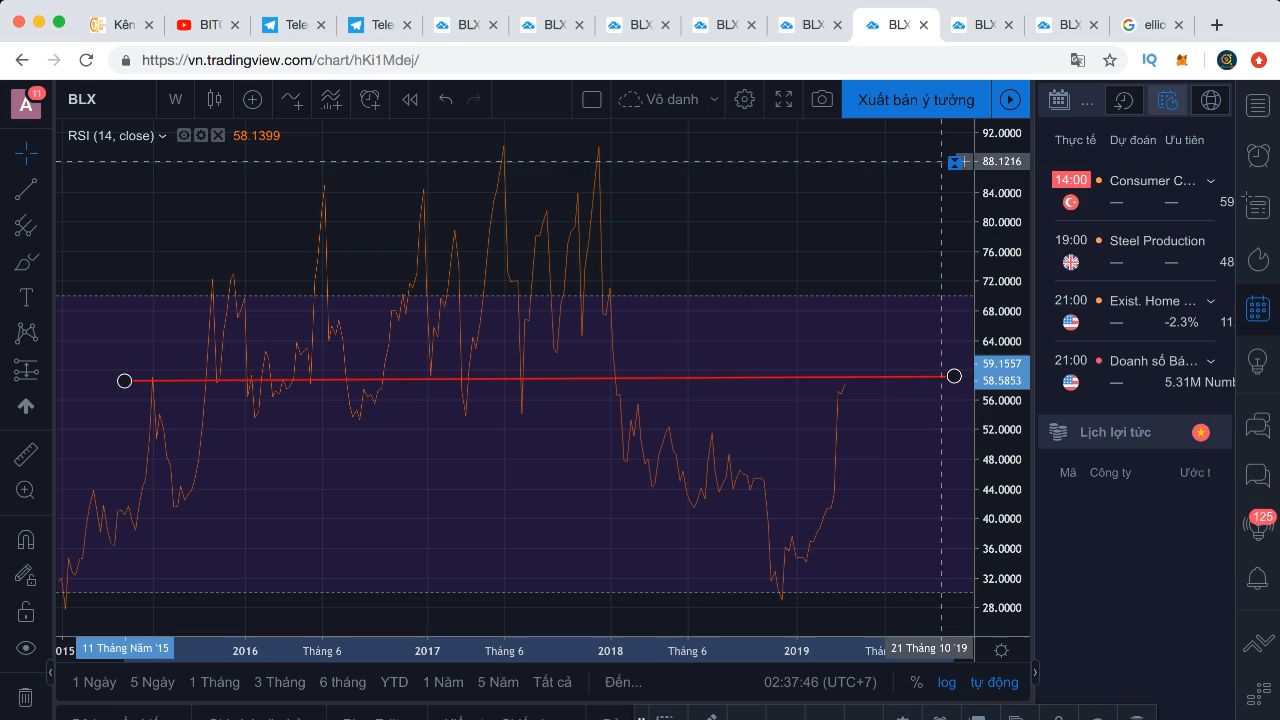 Kên
BITC
Tele
Tele
BLX
BLX
BLX
BLX
BLX
BLX
BLX
BLX
ellic
https://vn.tradingview.com/chart/hKi1Mdej/
IQ
A
11
BLX
W
Vô danh
Xuất bản ý tưởng
...
RSI (14, close)
58.1399
92.0000
88.1216
84.0000
80.0000
76.0000
72.0000
68.0000
64.0000
59.1557
58.5853
56.0000
52.0000
48.0000
44.0000
40.0000
36.0000
32.0000
28.0000
Thực tế Dự đoán Ưu tiên
14:00 Consumer C...
— — 59
19:00 Steel Production
— — 48
21:00 Exist. Home ...
— -2.3% 11.
21:00 Doanh số Bá...
— 5.31M Numb
Lịch lợi tức
Mã Công ty Ước t
125
015
11 Tháng Năm '15
2016
Tháng 6
2017
Tháng 6
2018
Tháng 6
2019
Thá
21 Tháng 10 '19
1 Ngày 5 Ngày 1 Tháng 3 Tháng 6 tháng YTD 1 Năm 5 Năm Tất cả Đến...
02:37:46 (UTC+7)
% log tự động